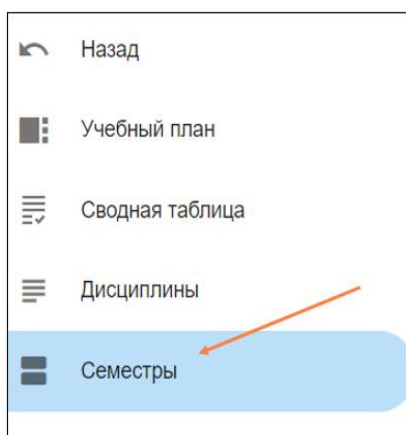 Назад
Учебный план
Сводная таблица
Дисциплины
Семестры